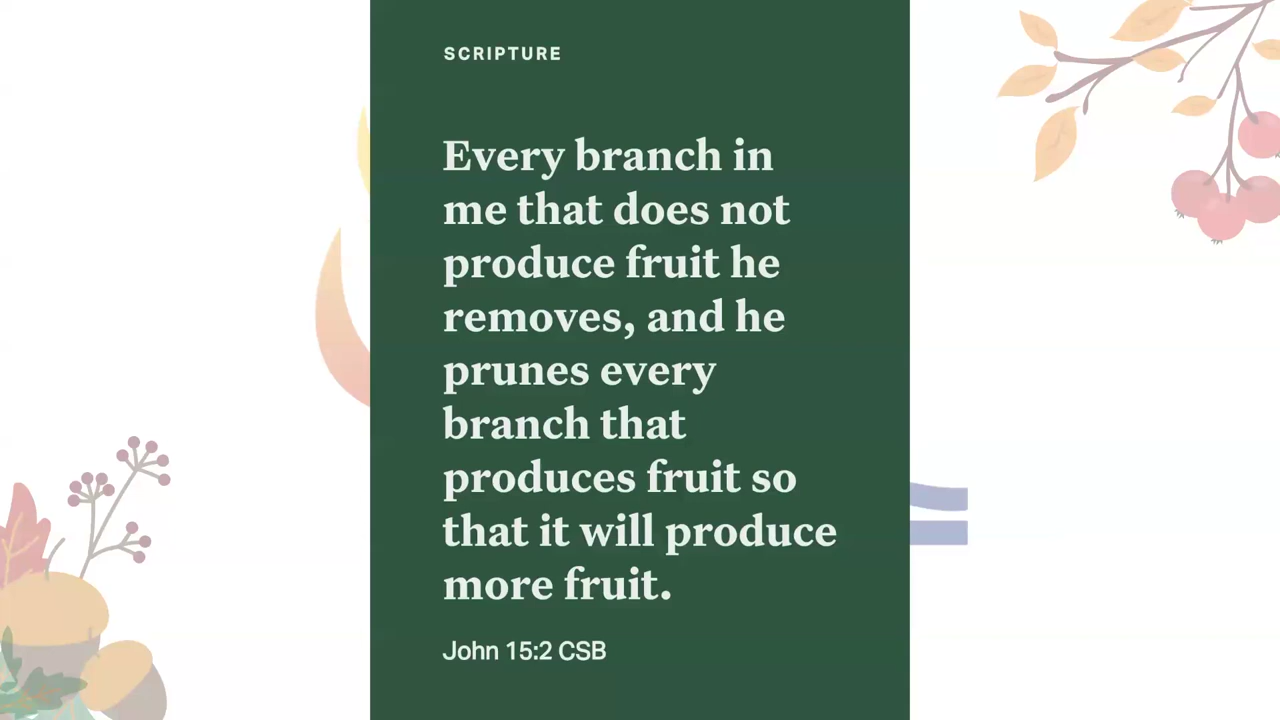 SCRIPTURE
Every branch in
me that does not
produce fruit he
removes, and he
prunes every
branch that
produces fruit so
that it will produce
more fruit.
John 15:2 CSB